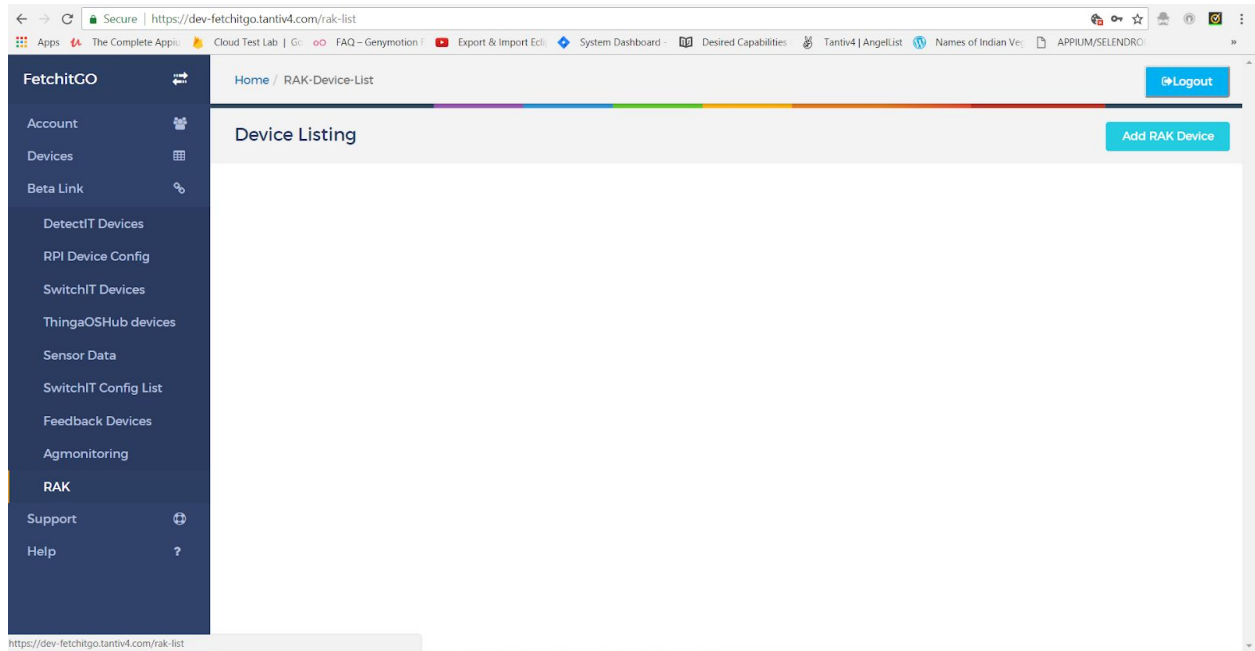 Secure | https://dev-fetchitgo.tantiv4.com/rak-list
Apps The Complete Appiu Cloud Test Lab | Go FAQ – Genymotion Export & Import Ecli System Dashboard - Desired Capabilities Tantiv4 | AngelList Names of Indian Veg APPIUM/SELENDRO »
FetchitGO Home / RAK-Device-List Logout
Account
Device Listing Add RAK Device
Devices
Beta Link
DetectIT Devices
RPI Device Config
SwitchIT Devices
ThingaOSHub devices
Sensor Data
SwitchIT Config List
Feedback Devices
Agmonitoring
RAK
Support
Help ?
https://dev-fetchitgo.tantiv4.com/rak-list